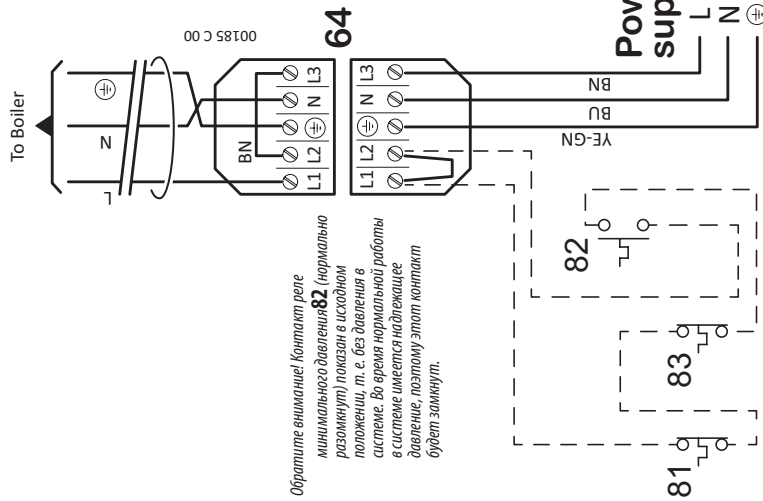 To Boiler
L
N
00185 C 00
BN
L1 L2 N L3
64
L1 L2 N L3
Обратите внимание! Контакт реле
минимального давления82 (нормально
разомкнут) показан в исходном
положении, т. е. без давления в
системе. Во время нормальной работы
в системе имеется надлежащее
давление, поэтому этот контакт
будет замкнут.
BN
BU
YE-GN
Pow
sup
L
N
82
83
81